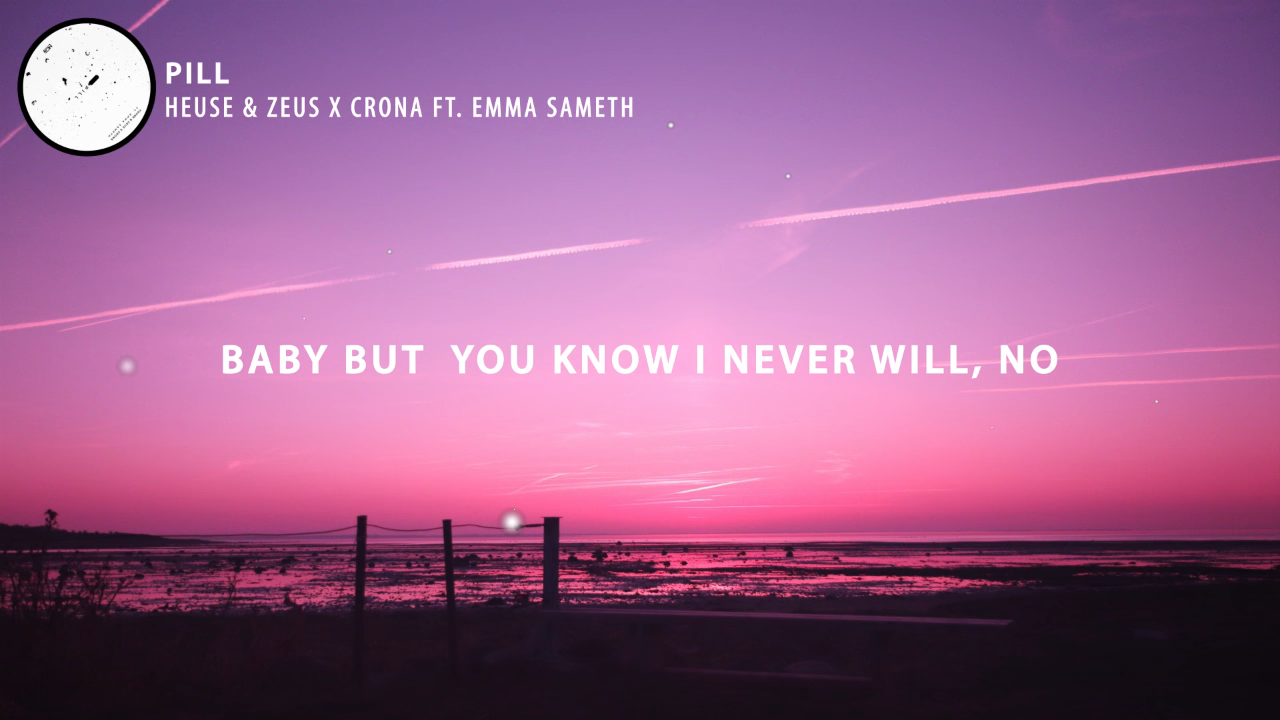 PILL
HEUSE & ZEUS X CRONA FT. EMMA SAMETH
BABY BUT  YOU KNOW I NEVER WILL, NO